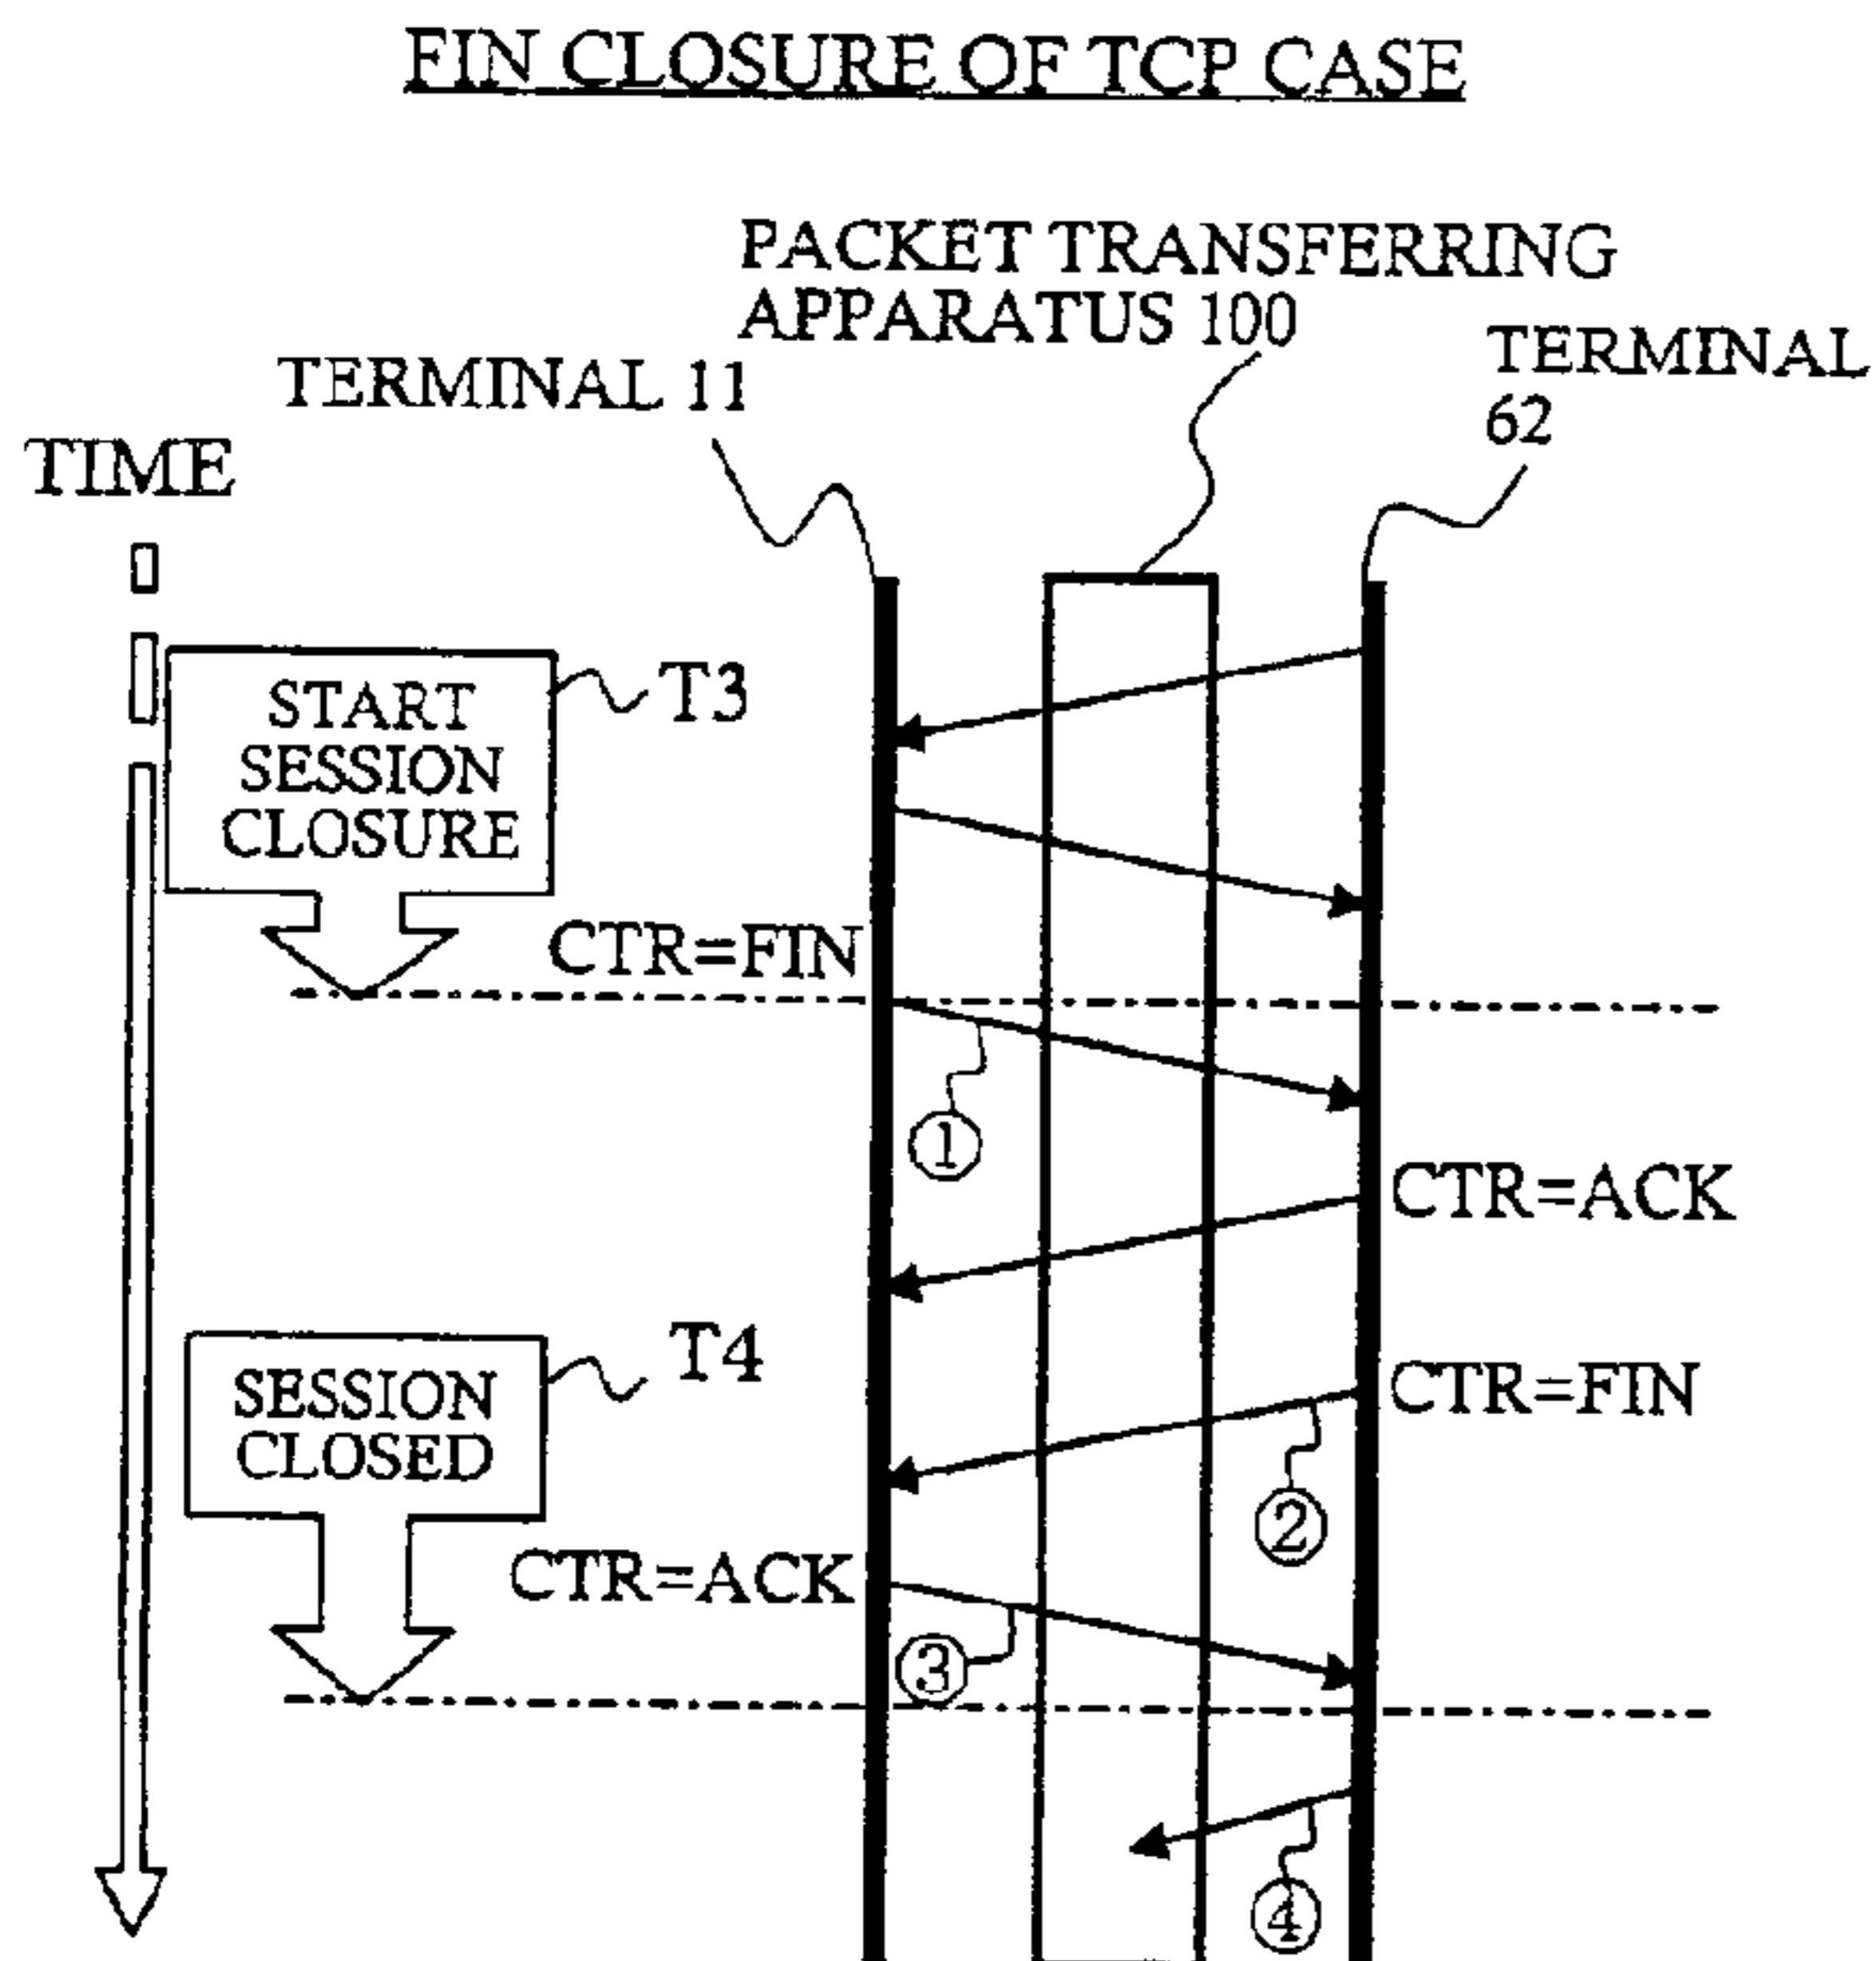 FIN CLOSURE OF TCP CASE
PACKET TRANSFERRING
APPARATUS 100
TERMINAL
62
TERMINAL 11
TIME
START
SESSION
CLOSURE
T3
CTR=FIN
①
CTR=ACK
T4
SESSION
CLOSED
CTR=FIN
②
CTR=ACK
③
④